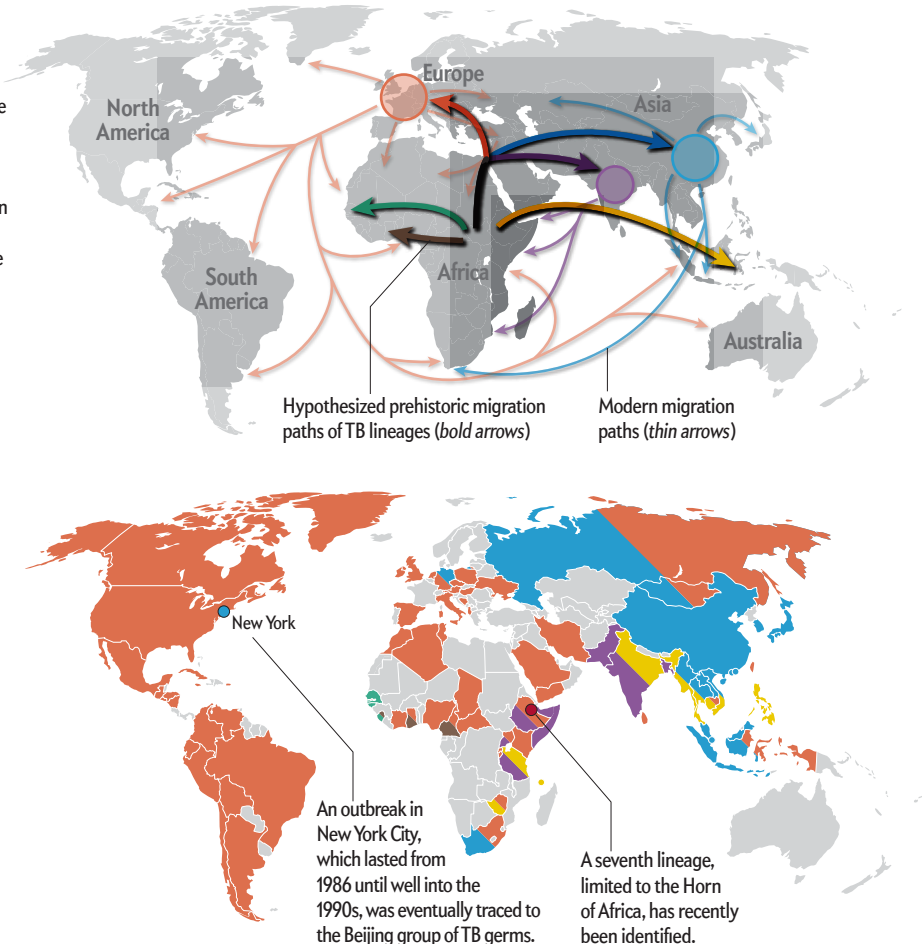 e
n
e
North
America
Europe
Asia
South
America
Africa
Australia
Hypothesized prehistoric migration
paths of TB lineages (bold arrows)
Modern migration
paths (thin arrows)
New York
An outbreak in
New York City,
which lasted from
1986 until well into the
1990s, was eventually traced to
the Beijing group of TB germs.
A seventh lineage,
limited to the Horn
of Africa, has recently
been identified.